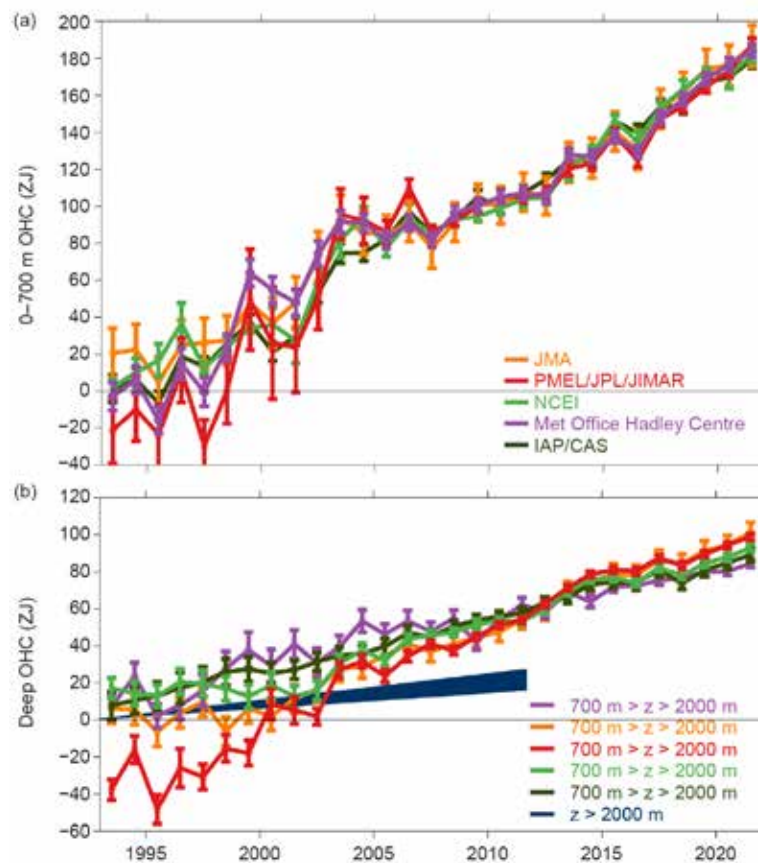 (a)
200
180
160
140
120
100
80
60
40
20
0
−20
−40
0–700 m OHC (ZJ)
JMA
PMEL/JPL/JIMAR
NCEI
Met Office Hadley Centre
IAP/CAS
(b)
120
100
80
60
40
20
0
−20
−40
−60
Deep OHC (ZJ)
700 m > z > 2000 m
700 m > z > 2000 m
700 m > z > 2000 m
700 m > z > 2000 m
700 m > z > 2000 m
z > 2000 m
1995 2000 2005 2010 2015 2020